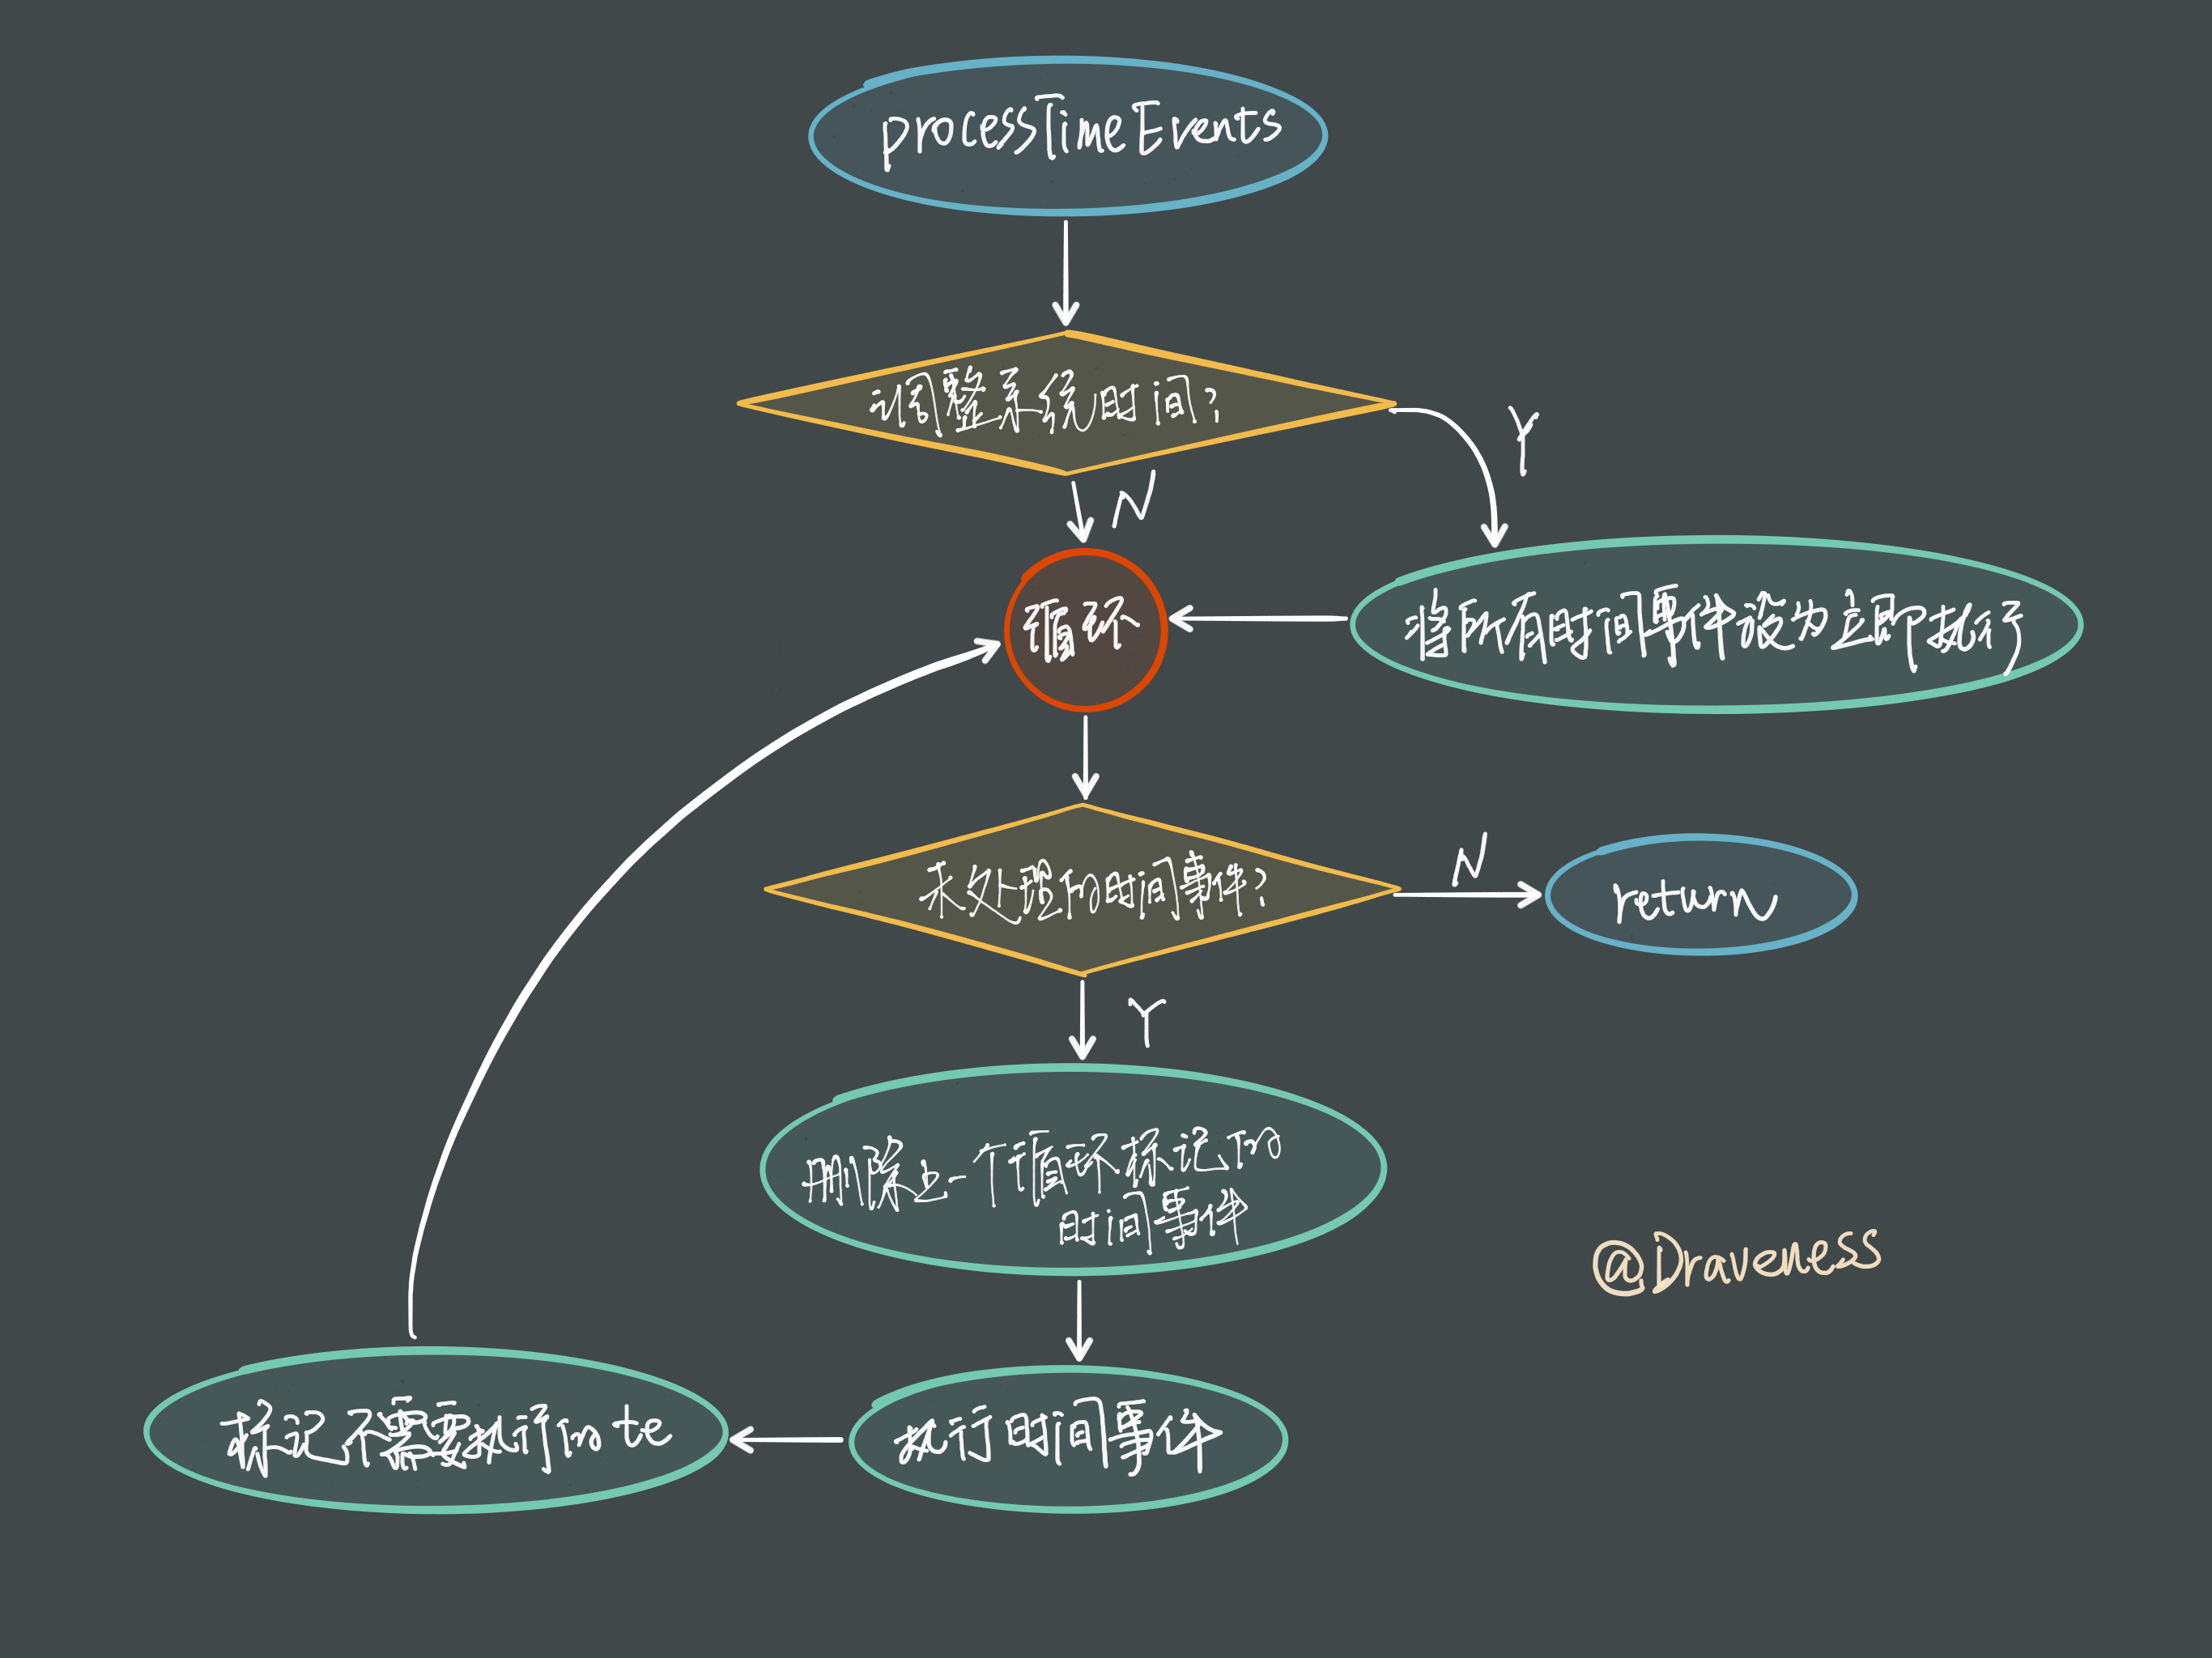 processTimeEvents
调整系统时间?
Y
N
循环
将所有时间事件改为立即执行
未处理的时间事件?
N
return
Y
删除上一个循环标记的
时间事件
@Draveness
标记不需要执行的 te
执行时间事件